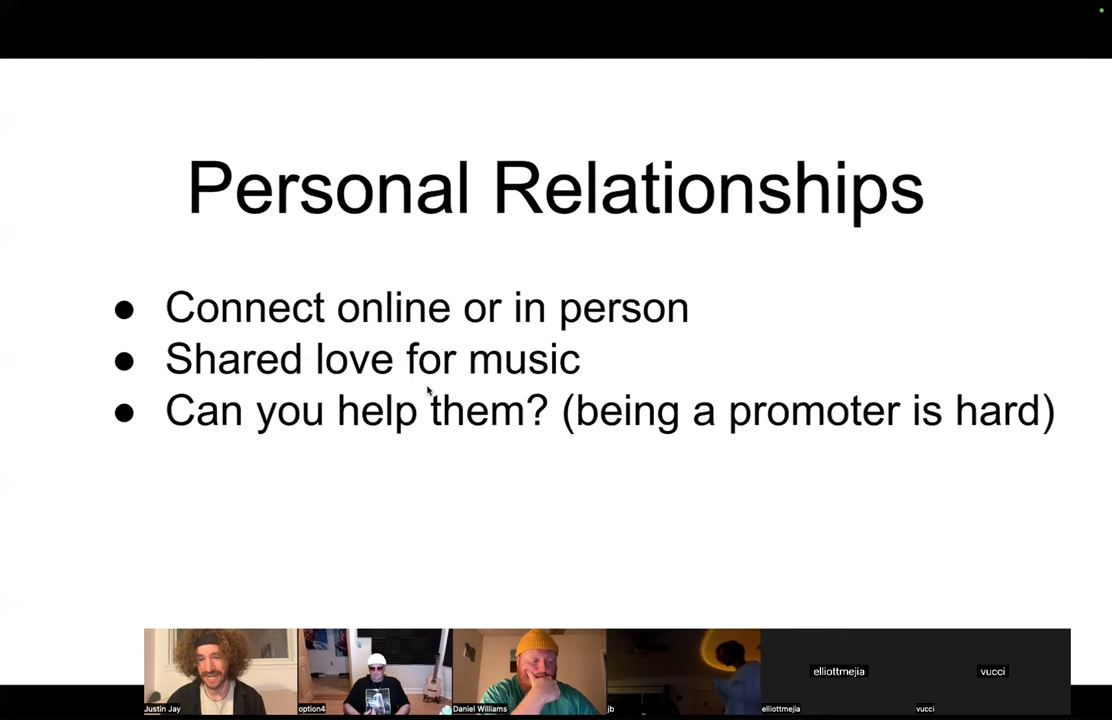 Personal Relationships
● Connect online or in person
● Shared love for music
● Can you help them? (being a promoter is hard)
elliottmejia
vucci
Justin Jay
option4
Daniel Williams
jb
elliottmejia
vucci